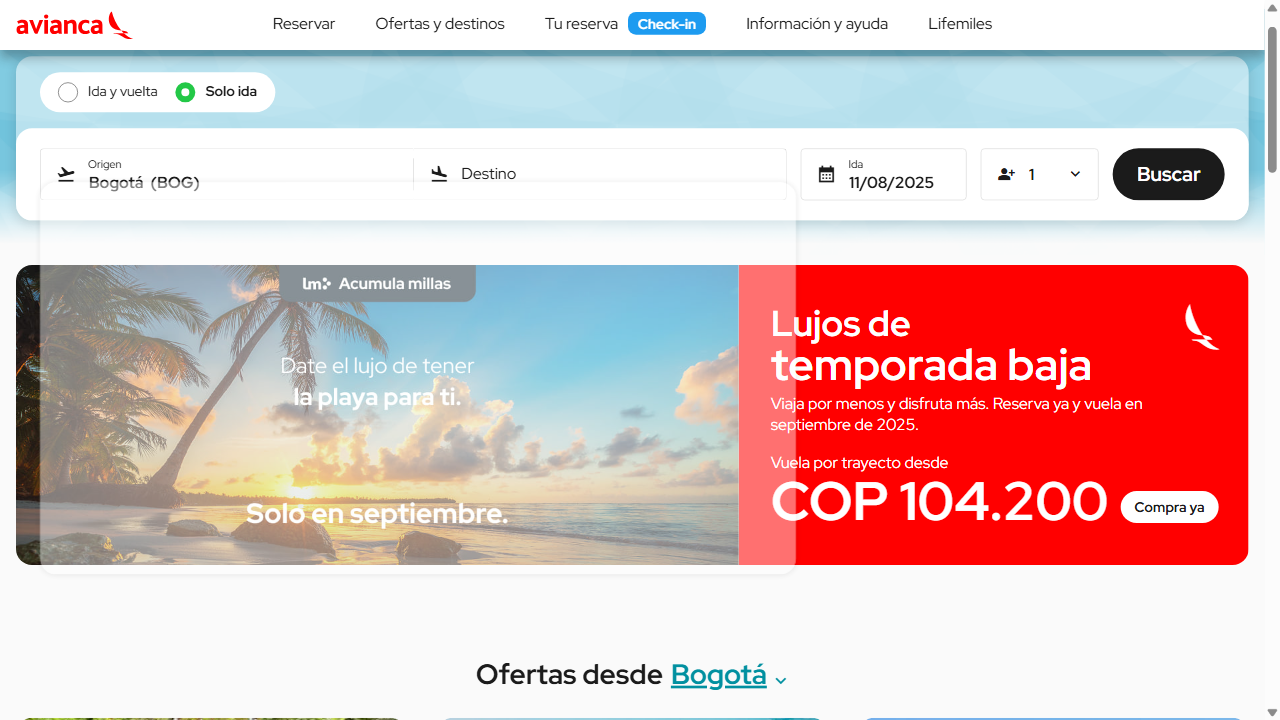 avianca
Reservar
Ofertas y destinos
Tu reserva
Check-in
Información y ayuda
Lifemiles
Ida y vuelta
Solo ida
Origen
Bogotá (BOG)
Destino
Ida
11/08/2025
1
Buscar
lm Acumula millas
Date el lujo de tener
la playa para ti.
Solo en septiembre.
Lujos de
temporada baja
Viaja por menos y disfruta más. Reserva ya y vuela en
septiembre de 2025.
Vuela por trayecto desde
COP 104.200
Compra ya
Ofertas desde Bogotá